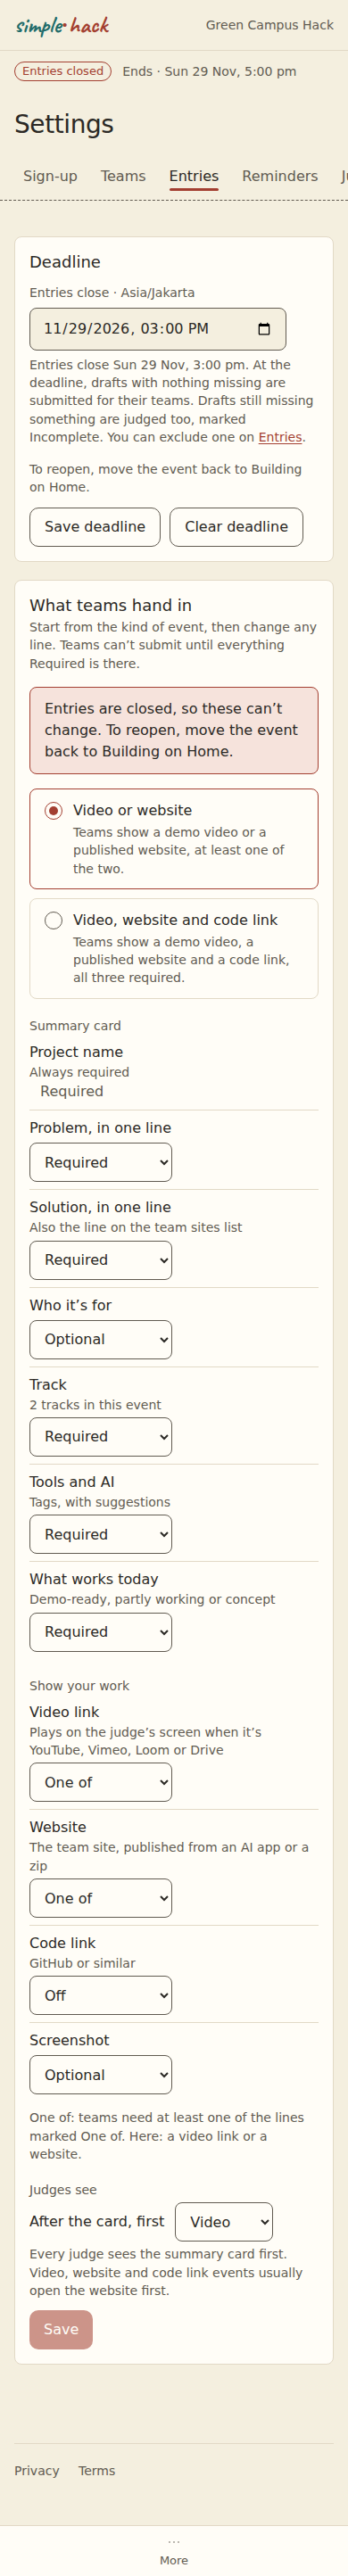 simple hack
Green Campus Hack
Entries closed
Ends · Sun 29 Nov, 5:00 pm
Settings
Sign-up
Teams
Entries
Reminders
Deadline
Entries close · Asia/Jakarta
11/29/2026, 03:00 PM
Entries close Sun 29 Nov, 3:00 pm. At the
deadline, drafts with nothing missing are
submitted for their teams. Drafts still missing
something are judged too, marked
Incomplete. You can exclude one on Entries.
To reopen, move the event back to Building
on Home.
Save deadline
Clear deadline
What teams hand in
Start from the kind of event, then change any
line. Teams can’t submit until everything
Required is there.
Entries are closed, so these can’t
change. To reopen, move the event
back to Building on Home.
Video or website
Teams show a demo video or a
published website, at least one of
the two.
Video, website and code link
Teams show a demo video, a
published website and a code link,
all three required.
Summary card
Project name
Always required
Required
Problem, in one line
Required
Solution, in one line
Also the line on the team sites list
Required
Who it’s for
Optional
Track
2 tracks in this event
Required
Tools and AI
Tags, with suggestions
Required
What works today
Demo-ready, partly working or concept
Required
Show your work
Video link
Plays on the judge’s screen when it’s
YouTube, Vimeo, Loom or Drive
One of
Website
The team site, published from an AI app or a
zip
One of
Code link
GitHub or similar
Off
Screenshot
Optional
One of: teams need at least one of the lines
marked One of. Here: a video link or a
website.
Judges see
After the card, first
Video
Every judge sees the summary card first.
Video, website and code link events usually
open the website first.
Save
Privacy
Terms
...
More